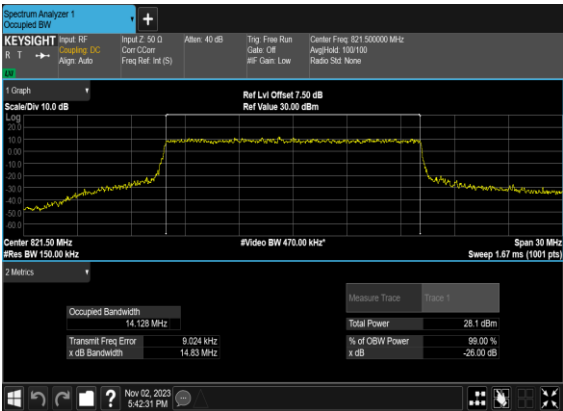 Spectrum Analyzer 1
Occupied BW
KEYSIGHT
R T
LW
Input: RF
Coupling: DC
Align: Auto
Input Z: 50 Ω
Corr CCorr
Freq Ref: Int (S)
Atten: 40 dB
Trig: Free Run
Gate: Off
#IF Gain: Low
Center Freq: 821.500000 MHz
Avg|Hold: 100/100
Radio Std: None
1 Graph
Scale/Div 10.0 dB
Ref Lvl Offset 7.50 dB
Ref Value 30.00 dBm
Log
20.0
10.0
0.00
-10.0
-20.0
-30.0
-40.0
-50.0
-60.0
Center 821.50 MHz
#Video BW 470.00 kHz*
Span 30 MHz
#Res BW 150.00 kHz
Sweep 1.67 ms (1001 pts)
2 Metrics
Measure Trace Trace 1
Occupied Bandwidth
14.128 MHz
Total Power 28.1 dBm
Transmit Freq Error 9.024 kHz
% of OBW Power 99.00 %
x dB Bandwidth 14.83 MHz
x dB -26.00 dB
?
Nov 02, 2023
5:42:31 PM